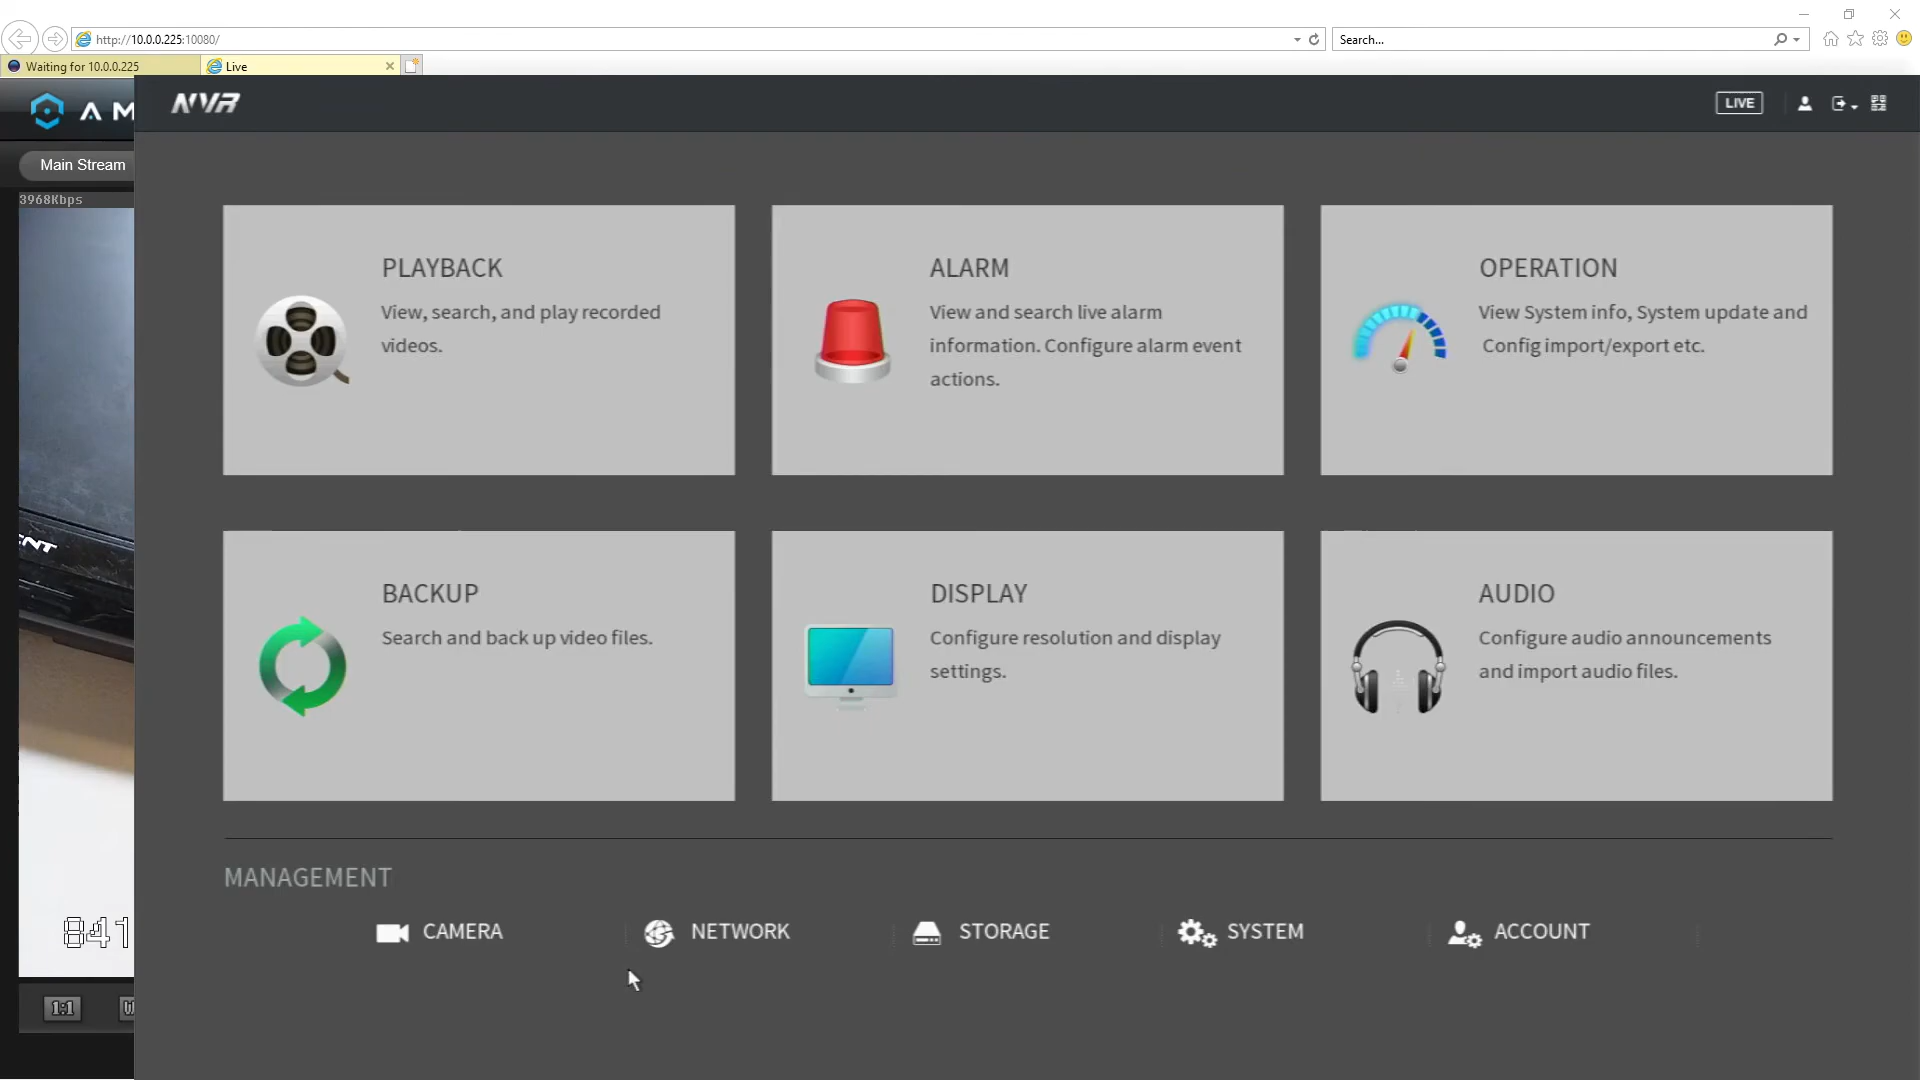 http://10.0.0.225:10080/
Search...
Waiting for 10.0.0.225
Live
AM
NVR
LIVE
Main Stream
3968Kbps
PLAYBACK
View, search, and play recorded
videos.
ALARM
View and search live alarm
information. Configure alarm event
actions.
OPERATION
View System info, System update and
Config import/export etc.
BACKUP
Search and back up video files.
DISPLAY
Configure resolution and display
settings.
AUDIO
Configure audio announcements
and import audio files.
MANAGEMENT
CAMERA
NETWORK
STORAGE
SYSTEM
ACCOUNT
841
1:1